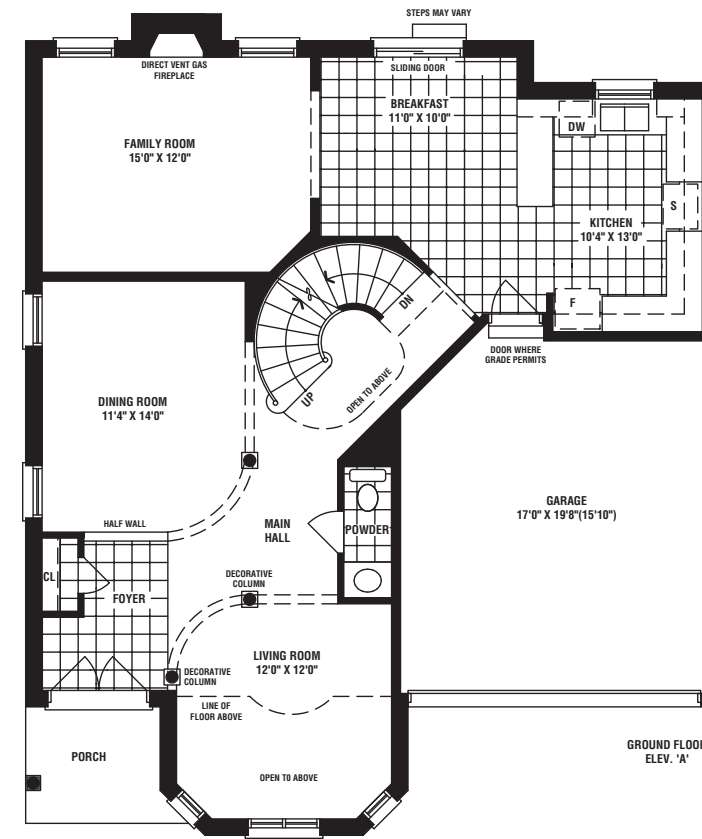 STEPS MAY VARY
DIRECT VENT GAS
FIREPLACE
SLIDING DOOR
BREAKFAST
11'0" X 10'0"
DW
FAMILY ROOM
15'0" X 12'0"
S
KITCHEN
10'4" X 13'0"
F
DN
UP
OPEN TO ABOVE
DOOR WHERE
GRADE PERMITS
DINING ROOM
11'4" X 14'0"
GARAGE
17'0" X 19'8"(15'10")
HALF WALL
MAIN
HALL
POWDER
CL
FOYER
DECORATIVE
COLUMN
LIVING ROOM
12'0" X 12'0"
DECORATIVE
COLUMN
LINE OF
FLOOR ABOVE
PORCH
OPEN TO ABOVE
GROUND FLOO
ELEV. 'A'